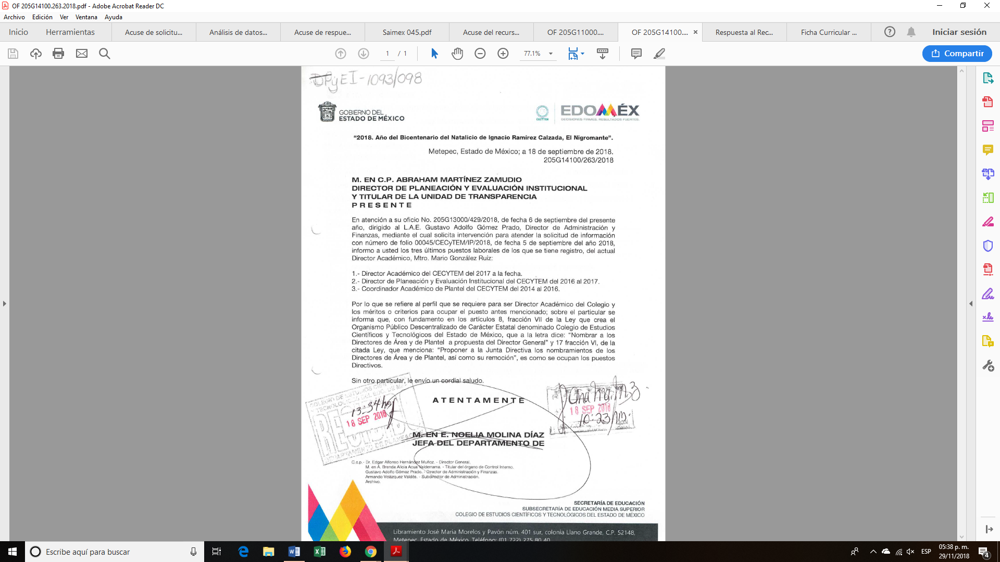 OF 205G14100.263.2018.pdf - Adobe Acrobat Reader DC
Archivo Edición Ver Ventana Ayuda
Inicio Herramientas Acuse de solicitu... Análisis de datos... Acuse de respue... Saimex 045.pdf Acuse del recurs... OF 205G11000.... OF 205G14100.... Respuesta al Rec... Ficha Curricular ... Iniciar sesión
1 / 1 77.1% Compartir
DPyEI-1093/098
GOBIERNO DEL
ESTADO DE MÉXICO
CECYTEM
EDOMÉX
DECISIONES FIRMES, RESULTADOS FUERTES.
“2018. Año del Bicentenario del Natalicio de Ignacio Ramírez Calzada, El Nigromante”.
Metepec, Estado de México; a 18 de septiembre de 2018.
205G14100/263/2018
M. EN C.P. ABRAHAM MARTÍNEZ ZAMUDIO
DIRECTOR DE PLANEACIÓN Y EVALUACIÓN INSTITUCIONAL
Y TITULAR DE LA UNIDAD DE TRANSPARENCIA
P R E S E N T E
En atención a su oficio No. 205G13000/429/2018, de fecha 6 de septiembre del presente
año, dirigido al L.A.E. Gustavo Adolfo Gómez Prado, Director de Administración y
Finanzas, mediante el cual solicita intervención para atender la solicitud de información
con número de folio 00045/CECyTEM/IP/2018, de fecha 5 de septiembre del año 2018,
informo a usted los tres últimos puestos laborales de los que se tiene registro, del actual
Director Académico, Mtro. Mario González Ruíz:
1.- Director Académico del CECYTEM del 2017 a la fecha.
2.- Director de Planeación y Evaluación Institucional del CECYTEM del 2016 al 2017.
3.- Coordinador Académico de Plantel del CECYTEM del 2014 al 2016.
Por lo que se refiere al perfil que se requiere para ser Director Académico del Colegio y
los méritos o criterios para ocupar el puesto antes mencionado; sobre el particular se
informa que, con fundamento en los artículos 8, fracción VII de la Ley que crea el
Organismo Público Descentralizado de Carácter Estatal denominado Colegio de Estudios
Científicos y Tecnológicos del Estado de México, que a la letra dice: “Nombrar a los
Directores de Área y de Plantel a propuesta del Director General” y 17 fracción VI, de la
citada Ley, que menciona: “Proponer a la Junta Directiva los nombramientos de los
Directores de Área y de Plantel, así como su remoción”, es como se ocupan los puestos
Directivos.
Sin otro particular, le envío un cordial saludo.
A T E N T A M E N T E
13:34 hrs
18 SEP 2018
RECIBIDO
18 SEP 2018
10:23
M. EN E. NOELIA MOLINA DÍAZ
JEFA DEL DEPARTAMENTO DE
C.c.p.- Dr. Edgar Alfonso Hernández Muñoz. - Director General.
M. en A. Brenda Alicia Acua Valderrama. - Titular del órgano de Control Interno.
Gustavo Adolfo Gómez Prado. - Director de Administración y Finanzas.
Armando Velázquez Valdés. - Subdirector de Administración.
Archivo.
SECRETARÍA DE EDUCACIÓN
SUBSECRETARÍA DE EDUCACIÓN MEDIA SUPERIOR
COLEGIO DE ESTUDIOS CIENTÍFICOS Y TECNOLÓGICOS DEL ESTADO DE MÉXICO
Libramiento José María Morelos y Pavón núm. 401 sur, colonia Llano Grande, C.P. 52148,
Metepec, Estado de México. Teléfono: (01 722) 275 80 40
Escribe aquí para buscar
ESP
05:38 p. m.
29/11/2018
4